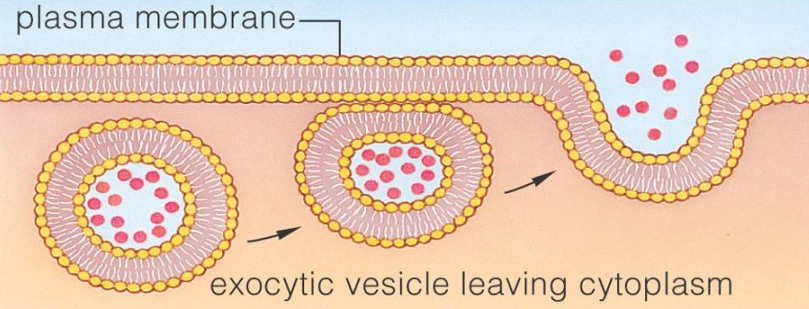 plasma membrane
exocytic vesicle leaving cytoplasm